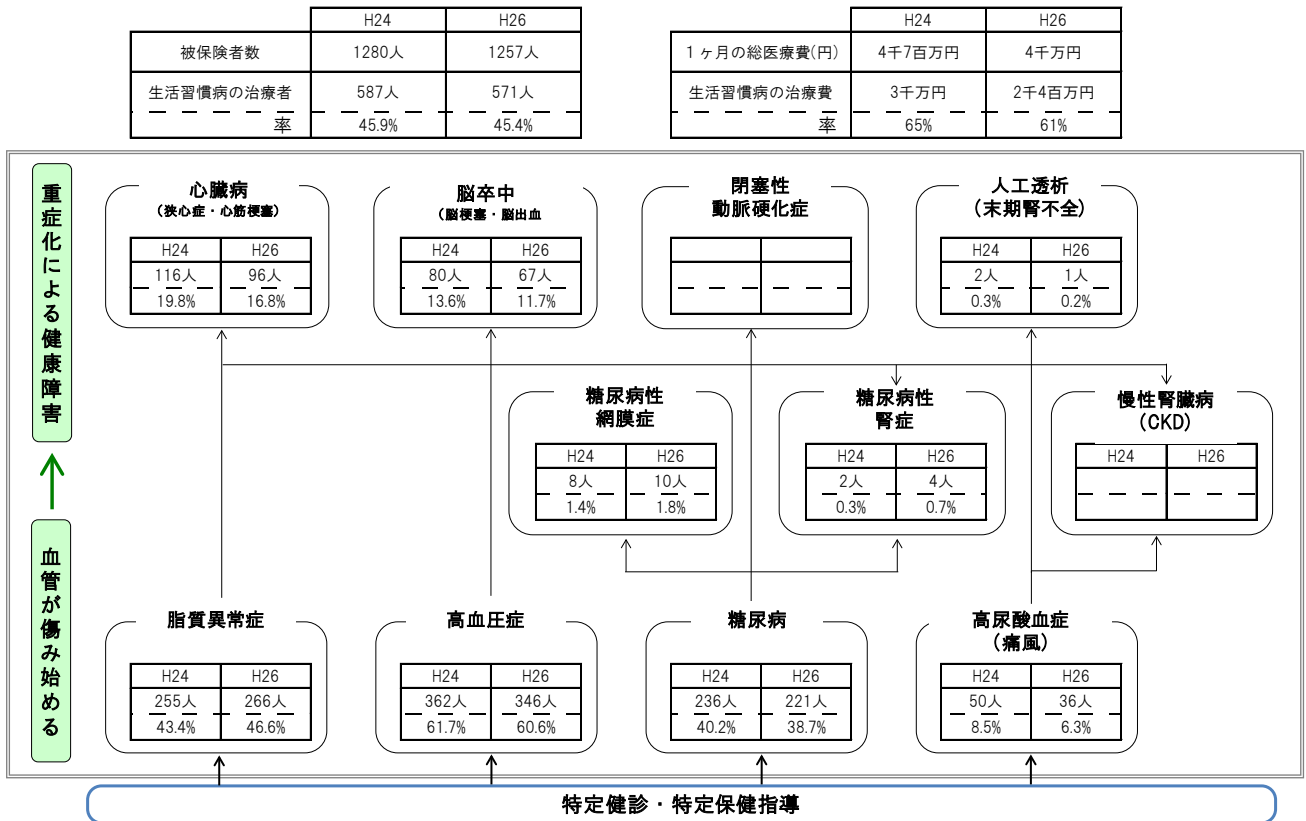 H24 H26
被保険者数 1280人 1257人
生活習慣病の治療者 587人 571人
率 45.9% 45.4%
H24 H26
1ヶ月の総医療費(円) 4千7百万円 4千万円
生活習慣病の治療費 3千万円 2千4百万円
率 65% 61%
重症化による健康障害
心臓病
(狭心症・心筋梗塞)
H24 H26
116人 96人
19.8% 16.8%
脳卒中
(脳梗塞・脳出血
H24 H26
80人 67人
13.6% 11.7%
閉塞性
動脈硬化症
人工透析
(末期腎不全)
H24 H26
2人 1人
0.3% 0.2%
糖尿病性
網膜症
H24 H26
8人 10人
1.4% 1.8%
糖尿病性
腎症
H24 H26
2人 4人
0.3% 0.7%
慢性腎臓病
(CKD)
H24 H26
血管が傷み始める
脂質異常症
H24 H26
255人 266人
43.4% 46.6%
高血圧症
H24 H26
362人 346人
61.7% 60.6%
糖尿病
H24 H26
236人 221人
40.2% 38.7%
高尿酸血症
(痛風)
H24 H26
50人 36人
8.5% 6.3%
特定健診・特定保健指導